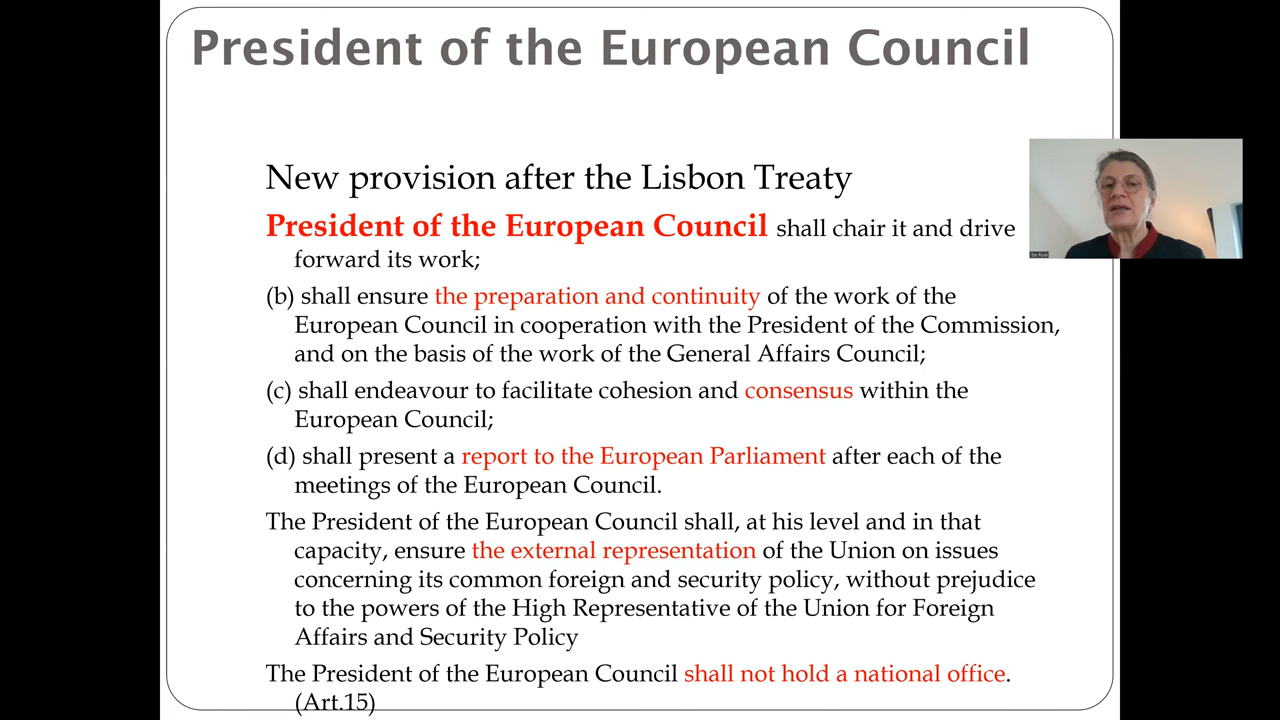 President of the European Council
New provision after the Lisbon Treaty
President of the European Council shall chair it and drive
forward its work;
(b) shall ensure the preparation and continuity of the work of the
European Council in cooperation with the President of the Commission,
and on the basis of the work of the General Affairs Council;
(c) shall endeavour to facilitate cohesion and consensus within the
European Council;
(d) shall present a report to the European Parliament after each of the
meetings of the European Council.
The President of the European Council shall, at his level and in that
capacity, ensure the external representation of the Union on issues
concerning its common foreign and security policy, without prejudice
to the powers of the High Representative of the Union for Foreign
Affairs and Security Policy
The President of the European Council shall not hold a national office.
(Art.15)